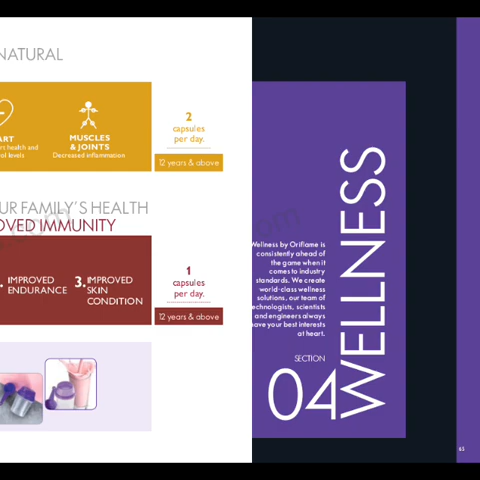 NATURAL
ART
rt health and
ol levels
MUSCLES
& JOINTS
Decreased inflammation
2
capsules
per day.
12 years & above
UR FAMILY'S HEALTH
OVED IMMUNITY
IMPROVED
ENDURANCE
3. IMPROVED
SKIN
CONDITION
1
capsules
per day.
12 years & above
Wellness by Oriflame is
consistently ahead of
the game when it
comes to industry
standards. We create
world-class wellness
solutions. our team of
echnologists, scientists
and engineers always
have your best interests
at heart.
SECTION
04
WELLNESS
63